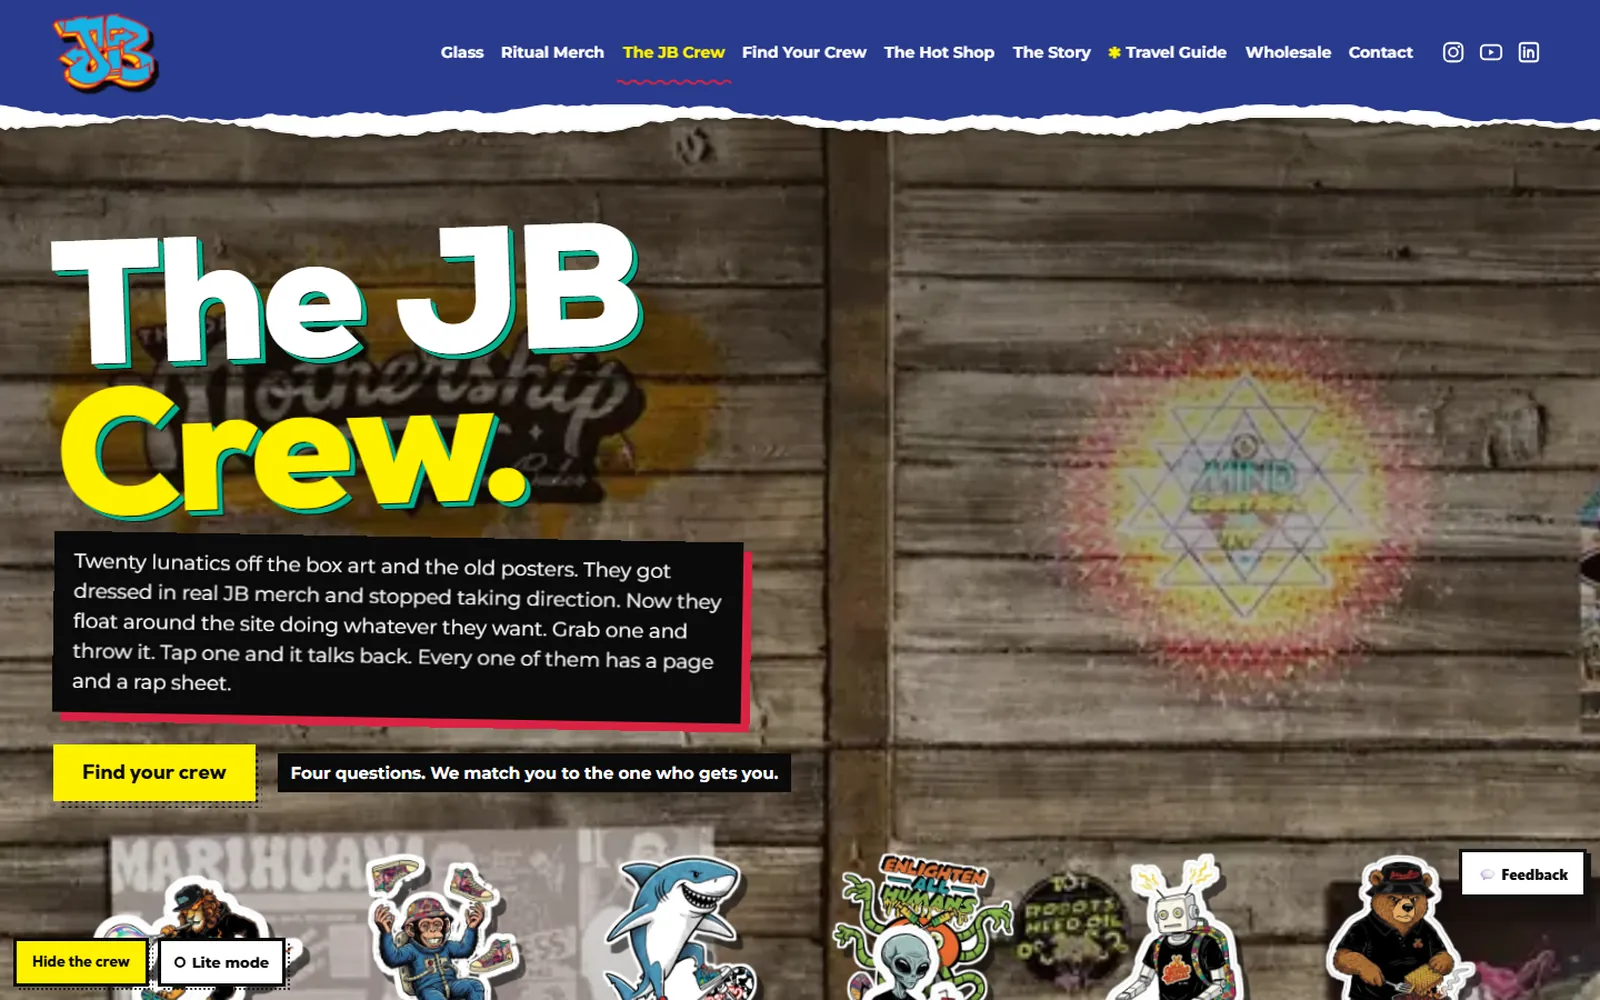 JB
Glass
Ritual Merch
The JB Crew
Find Your Crew
The Hot Shop
The Story
✱ Travel Guide
Wholesale
Contact
The JB
Crew.
Mothership
MIND
Twenty lunatics off the box art and the old posters. They got
dressed in real JB merch and stopped taking direction. Now they
float around the site doing whatever they want. Grab one and
throw it. Tap one and it talks back. Every one of them has a page
and a rap sheet.
Find your crew
Four questions. We match you to the one who gets you.
MARIHUAN
ENLIGHTEN
ALL
HUMANS
ROBOTS
NEED OIL
Feedback
Hide the crew
Lite mode